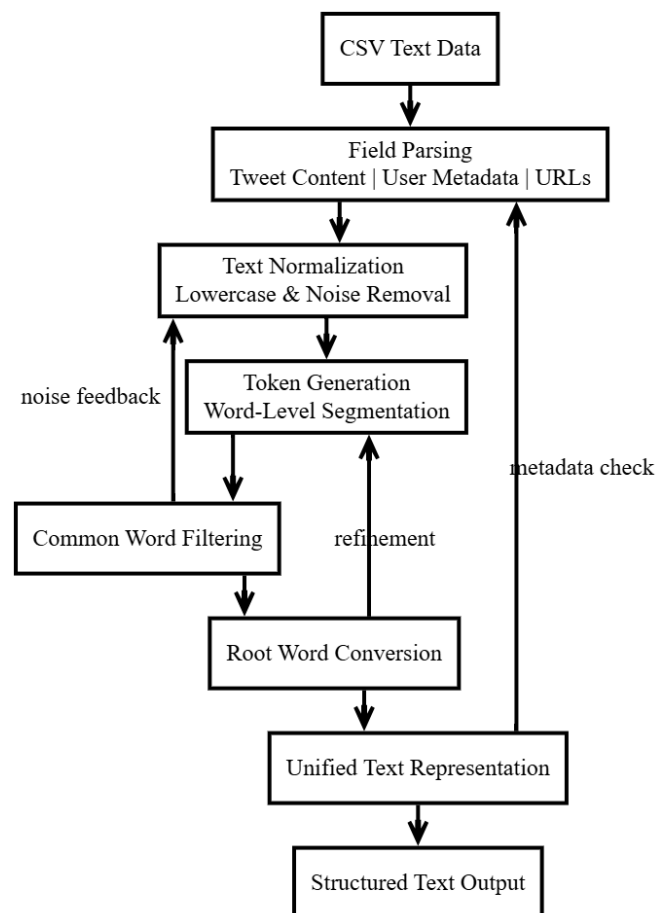 CSV Text Data
Field Parsing
Tweet Content | User Metadata | URLs
Text Normalization
Lowercase & Noise Removal
Token Generation
Word-Level Segmentation
noise feedback
metadata check
Common Word Filtering
refinement
Root Word Conversion
Unified Text Representation
Structured Text Output